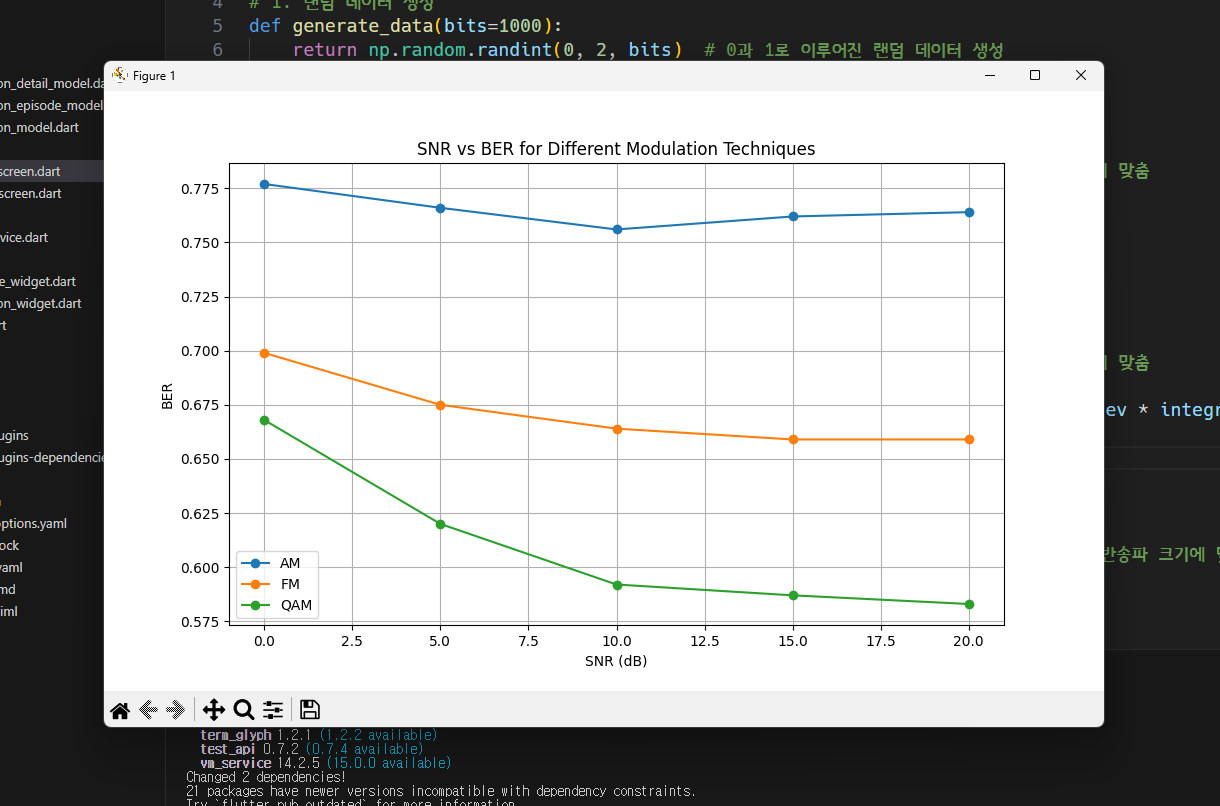 4 # 1. 랜덤 데이터 생성
5 def generate_data(bits=1000):
6 return np.random.randint(0, 2, bits) # 0과 1로 이루어진 랜덤 데이터 생성
Figure 1
on_detail_model.da
on_episode_model
on_model.dart
screen.dart
screen.dart
vice.dart
e_widget.dart
on_widget.dart
rt
ugins
ugins-dependencie
options.yaml
ock
yaml
md
iml
맞춤
맞춤
ev * integr
반송파 크기에
SNR vs BER for Different Modulation Techniques
0.775
0.750
0.725
0.700
0.675
0.650
0.625
0.600
0.575
BER
AM
FM
QAM
0.0 2.5 5.0 7.5 10.0 12.5 15.0 17.5 20.0
SNR (dB)
term_glyph 1.2.1 (1.2.2 available)
test_api 0.7.2 (0.7.4 available)
vm_service 14.2.5 (15.0.0 available)
Changed 2 dependencies!
21 packages have newer versions incompatible with dependency constraints.
Try `flutter pub outdated` for more information.